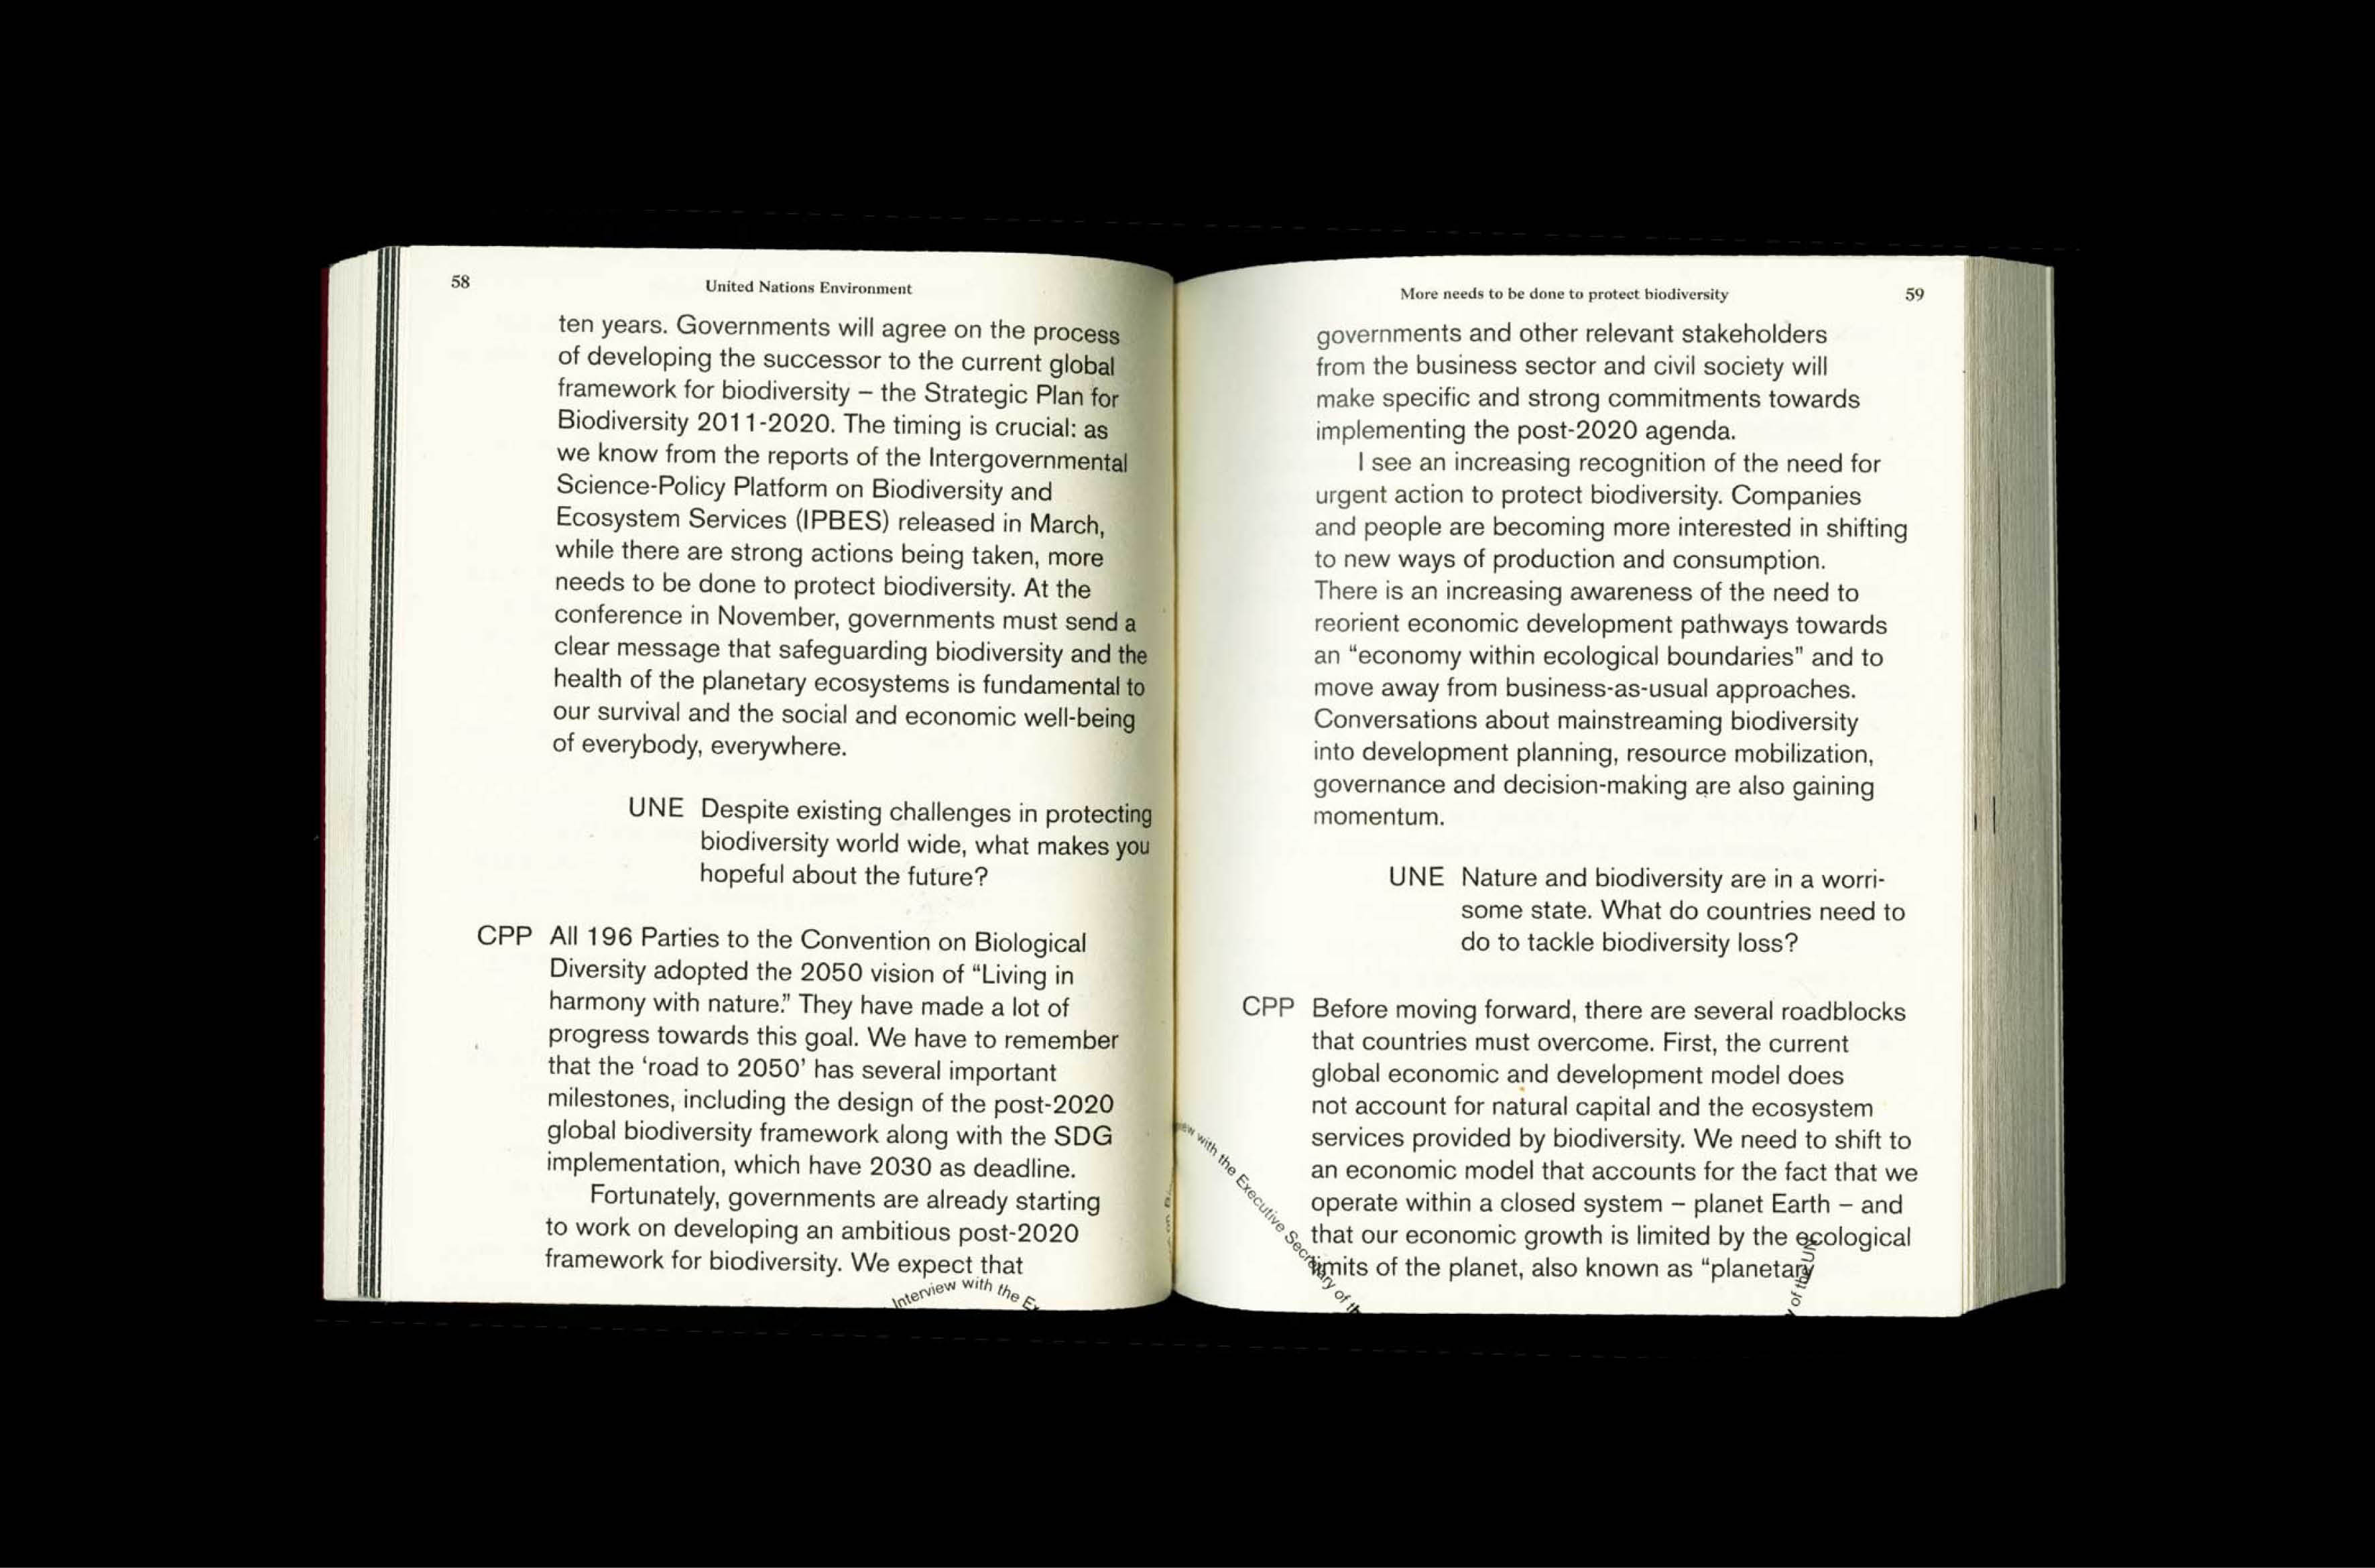 58
United Nations Environment
ten years. Governments will agree on the process
of developing the successor to the current global
framework for biodiversity – the Strategic Plan for
Biodiversity 2011-2020. The timing is crucial: as
we know from the reports of the Intergovernmental
Science-Policy Platform on Biodiversity and
Ecosystem Services (IPBES) released in March,
while there are strong actions being taken, more
needs to be done to protect biodiversity. At the
conference in November, governments must send a
clear message that safeguarding biodiversity and the
health of the planetary ecosystems is fundamental to
our survival and the social and economic well-being
of everybody, everywhere.
UNE Despite existing challenges in protecting
biodiversity world wide, what makes you
hopeful about the future?
CPP All 196 Parties to the Convention on Biological
Diversity adopted the 2050 vision of “Living in
harmony with nature.” They have made a lot of
progress towards this goal. We have to remember
that the ‘road to 2050’ has several important
milestones, including the design of the post-2020
global biodiversity framework along with the SDG
implementation, which have 2030 as deadline.
Fortunately, governments are already starting
to work on developing an ambitious post-2020
framework for biodiversity. We expect that
Interview with the
More needs to be done to protect biodiversity
59
governments and other relevant stakeholders
from the business sector and civil society will
make specific and strong commitments towards
implementing the post-2020 agenda.
I see an increasing recognition of the need for
urgent action to protect biodiversity. Companies
and people are becoming more interested in shifting
to new ways of production and consumption.
There is an increasing awareness of the need to
reorient economic development pathways towards
an “economy within ecological boundaries” and to
move away from business-as-usual approaches.
Conversations about mainstreaming biodiversity
into development planning, resource mobilization,
governance and decision-making are also gaining
momentum.
UNE Nature and biodiversity are in a worri-
some state. What do countries need to
do to tackle biodiversity loss?
CPP Before moving forward, there are several roadblocks
that countries must overcome. First, the current
global economic and development model does
not account for natural capital and the ecosystem
services provided by biodiversity. We need to shift to
an economic model that accounts for the fact that we
operate within a closed system – planet Earth – and
that our economic growth is limited by the ecological
limits of the planet, also known as “planetary
with the Executive Secretary of
of the UN